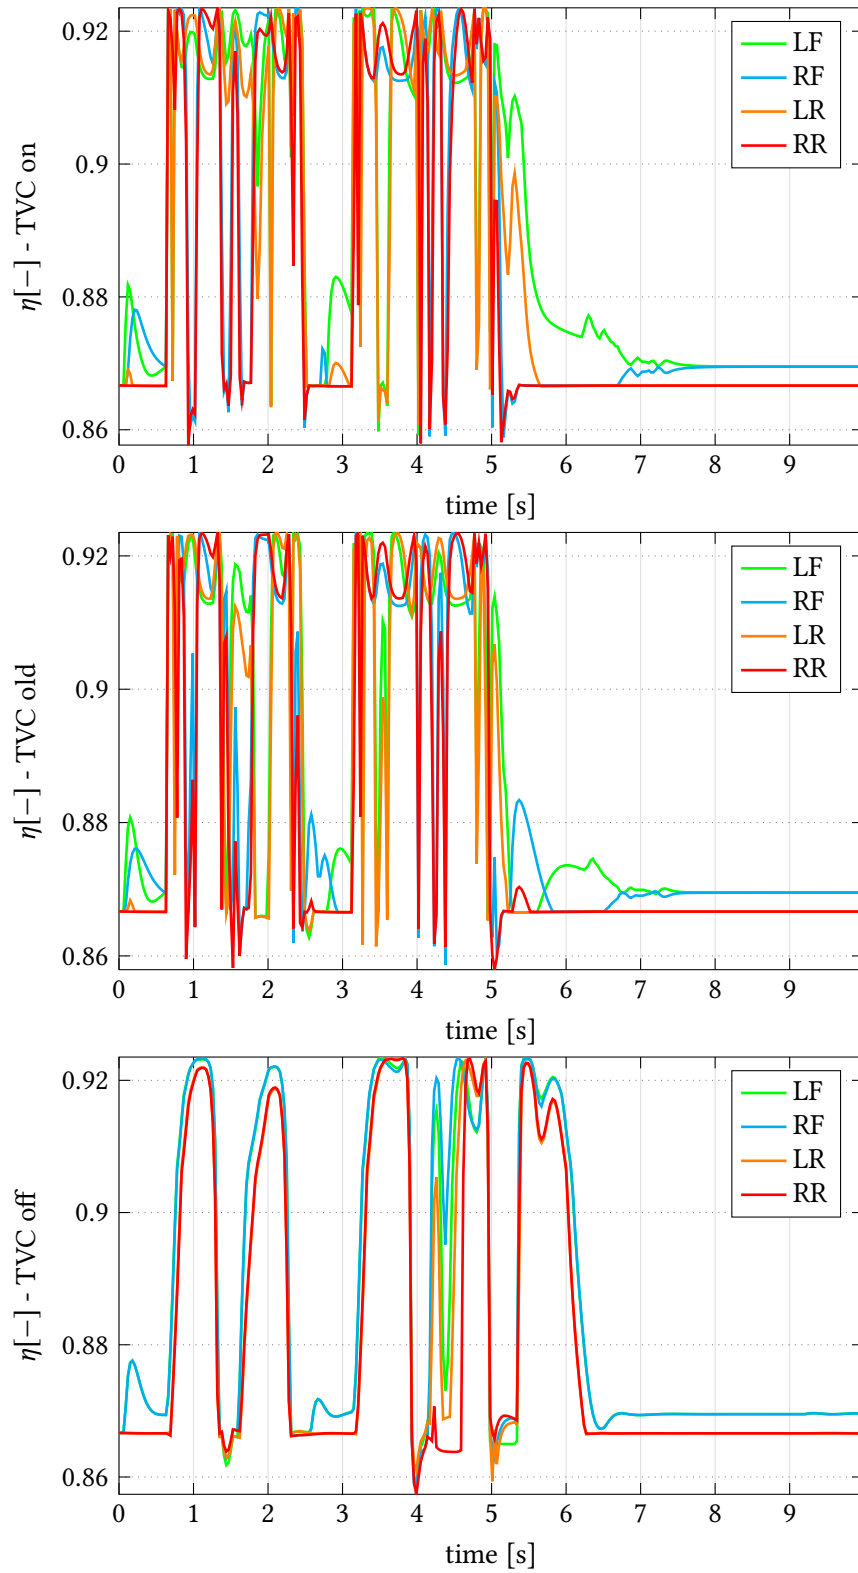 0.92
0.9
0.88
0.86
η[−] - TVC on
LF
RF
LR
RR
0 1 2 3 4 5 6 7 8 9
time [s]
0.92
0.9
0.88
0.86
η[−] - TVC old
LF
RF
LR
RR
0 1 2 3 4 5 6 7 8 9
time [s]
0.92
0.9
0.88
0.86
η[−] - TVC off
LF
RF
LR
RR
0 1 2 3 4 5 6 7 8 9
time [s]